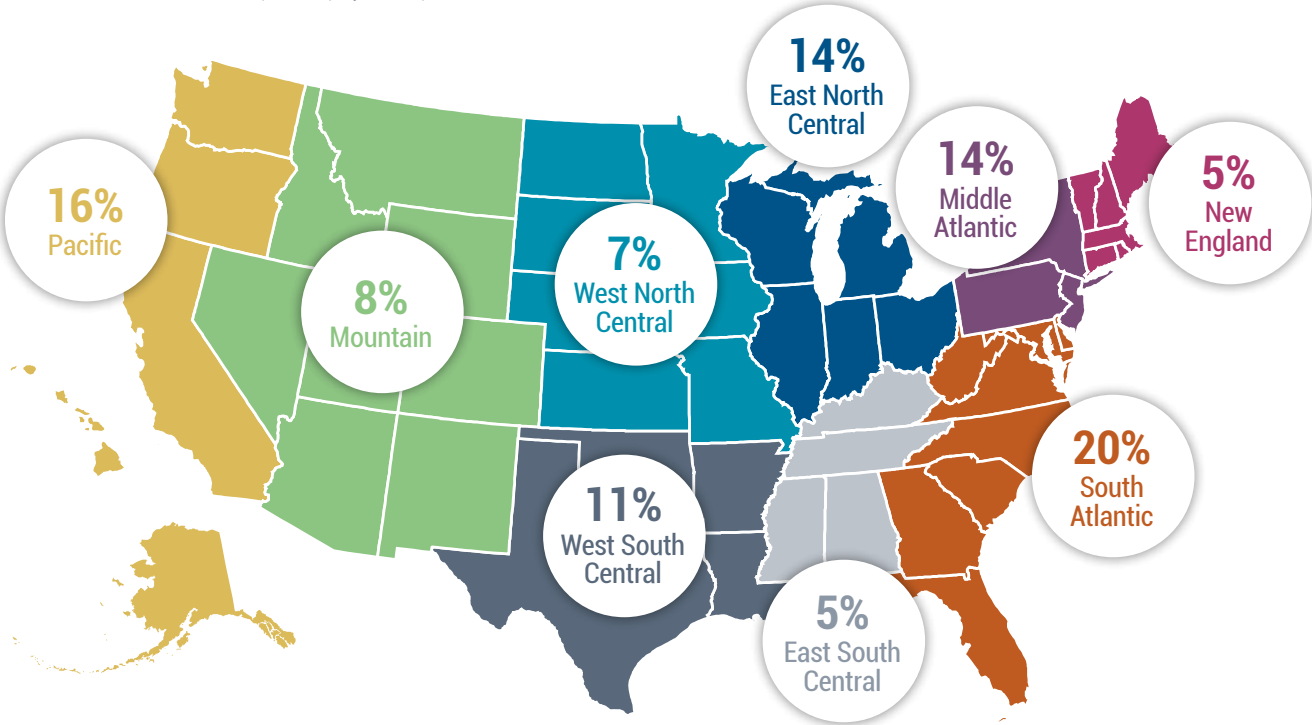 14%
East North
Central
14%
Middle
Atlantic
5%
New
England
16%
Pacific
8%
Mountain
7%
West North
Central
20%
South
Atlantic
11%
West South
Central
5%
East South
Central